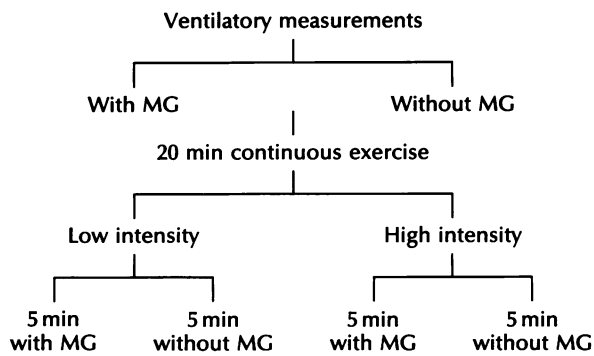 Ventilatory measurements
With MG
Without MG
20 min continuous exercise
Low intensity
High intensity
5 min
with MG
5 min
without MG
5 min
with MG
5 min
without MG